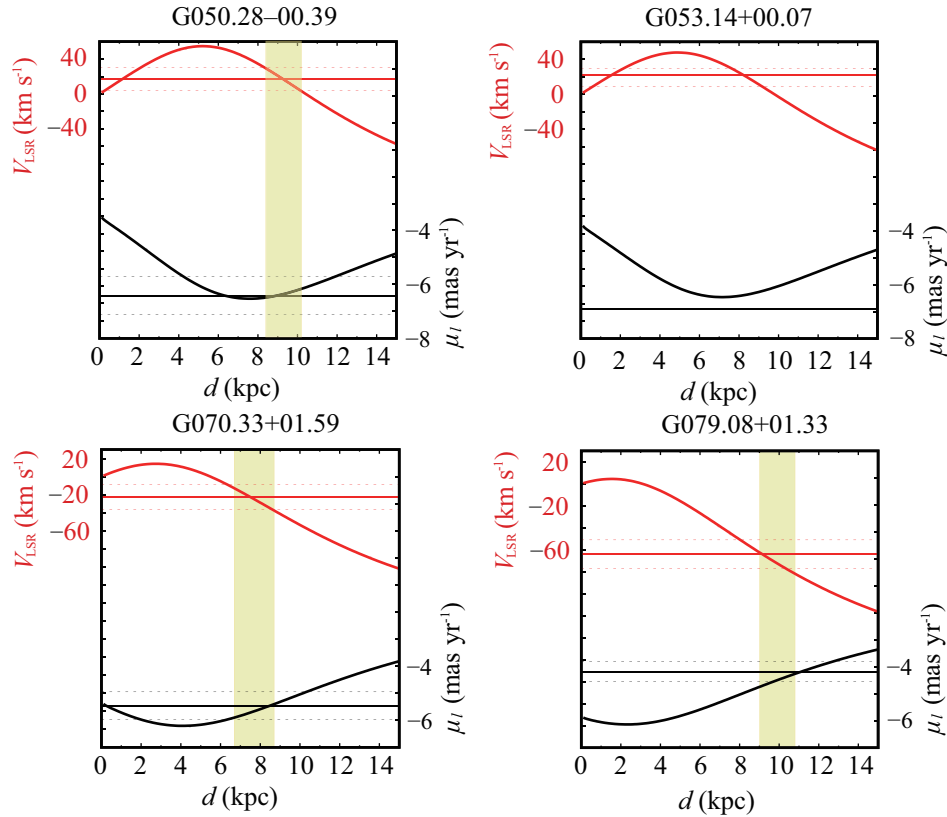 G050.28−00.39
G053.14+00.07
40
0
−40
V_LSR (km s⁻¹)
−4
−6
−8
μ_l (mas yr⁻¹)
0 2 4 6 8 10 12 14
d (kpc)
40
0
−40
V_LSR (km s⁻¹)
−4
−6
−8
μ_l (mas yr⁻¹)
0 2 4 6 8 10 12 14
d (kpc)
G070.33+01.59
G079.08+01.33
20
−20
−60
V_LSR (km s⁻¹)
−4
−6
μ_l (mas yr⁻¹)
0 2 4 6 8 10 12 14
d (kpc)
20
−20
−60
V_LSR (km s⁻¹)
−4
−6
μ_l (mas yr⁻¹)
0 2 4 6 8 10 12 14
d (kpc)